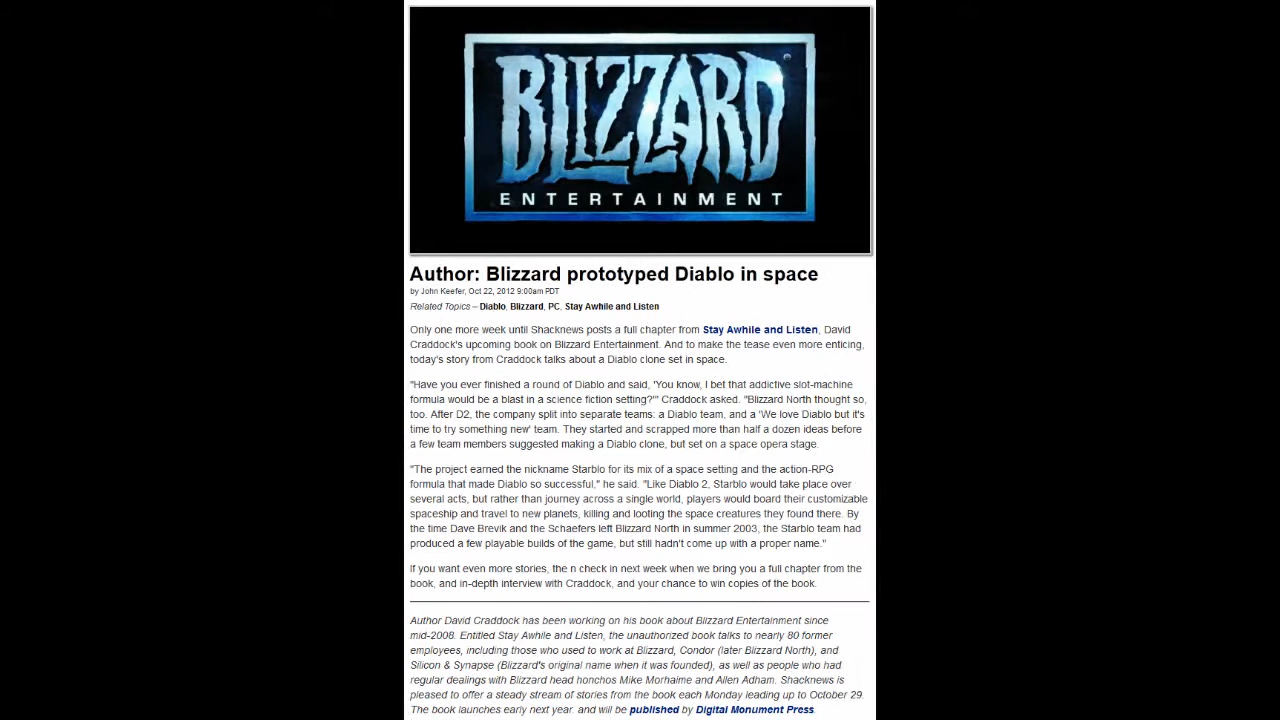 BLIZZARD
ENTERTAINMENT
Author: Blizzard prototyped Diablo in space
by John Keefer, Oct 22, 2012 9:00am PDT
Related Topics – Diablo, Blizzard, PC, Stay Awhile and Listen
Only one more week until Shacknews posts a full chapter from Stay Awhile and Listen, David
Craddock's upcoming book on Blizzard Entertainment. And to make the tease even more enticing,
today's story from Craddock talks about a Diablo clone set in space.
"Have you ever finished a round of Diablo and said, 'You know, I bet that addictive slot-machine
formula would be a blast in a science fiction setting?'" Craddock asked. "Blizzard North thought so,
too. After D2, the company split into separate teams: a Diablo team, and a 'We love Diablo but it's
time to try something new' team. They started and scrapped more than half a dozen ideas before
a few team members suggested making a Diablo clone, but set on a space opera stage.
"The project earned the nickname Starblo for its mix of a space setting and the action-RPG
formula that made Diablo so successful," he said. "Like Diablo 2, Starblo would take place over
several acts, but rather than journey across a single world, players would board their customizable
spaceship and travel to new planets, killing and looting the space creatures they found there. By
the time Dave Brevik and the Schaefers left Blizzard North in summer 2003, the Starblo team had
produced a few playable builds of the game, but still hadn't come up with a proper name."
If you want even more stories, the n check in next week when we bring you a full chapter from the
book, and in-depth interview with Craddock, and your chance to win copies of the book.
Author David Craddock has been working on his book about Blizzard Entertainment since
mid-2008. Entitled Stay Awhile and Listen, the unauthorized book talks to nearly 80 former
employees, including those who used to work at Blizzard, Condor (later Blizzard North), and
Silicon & Synapse (Blizzard's original name when it was founded), as well as people who had
regular dealings with Blizzard head honchos Mike Morhaime and Allen Adham. Shacknews is
pleased to offer a steady stream of stories from the book each Monday leading up to October 29.
The book launches early next year. and will be published by Digital Monument Press.